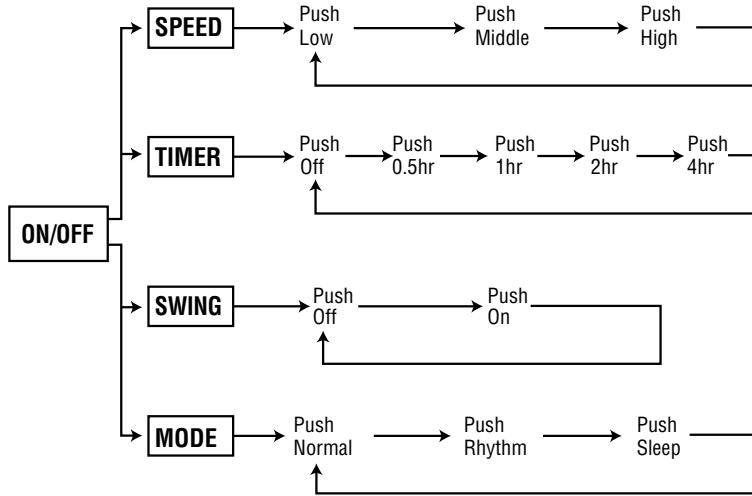 SPEED
Push
Low
Push
Middle
Push
High
TIMER
Push
Off
Push
0.5hr
Push
1hr
Push
2hr
Push
4hr
ON/OFF
SWING
Push
Off
Push
On
MODE
Push
Normal
Push
Rhythm
Push
Sleep